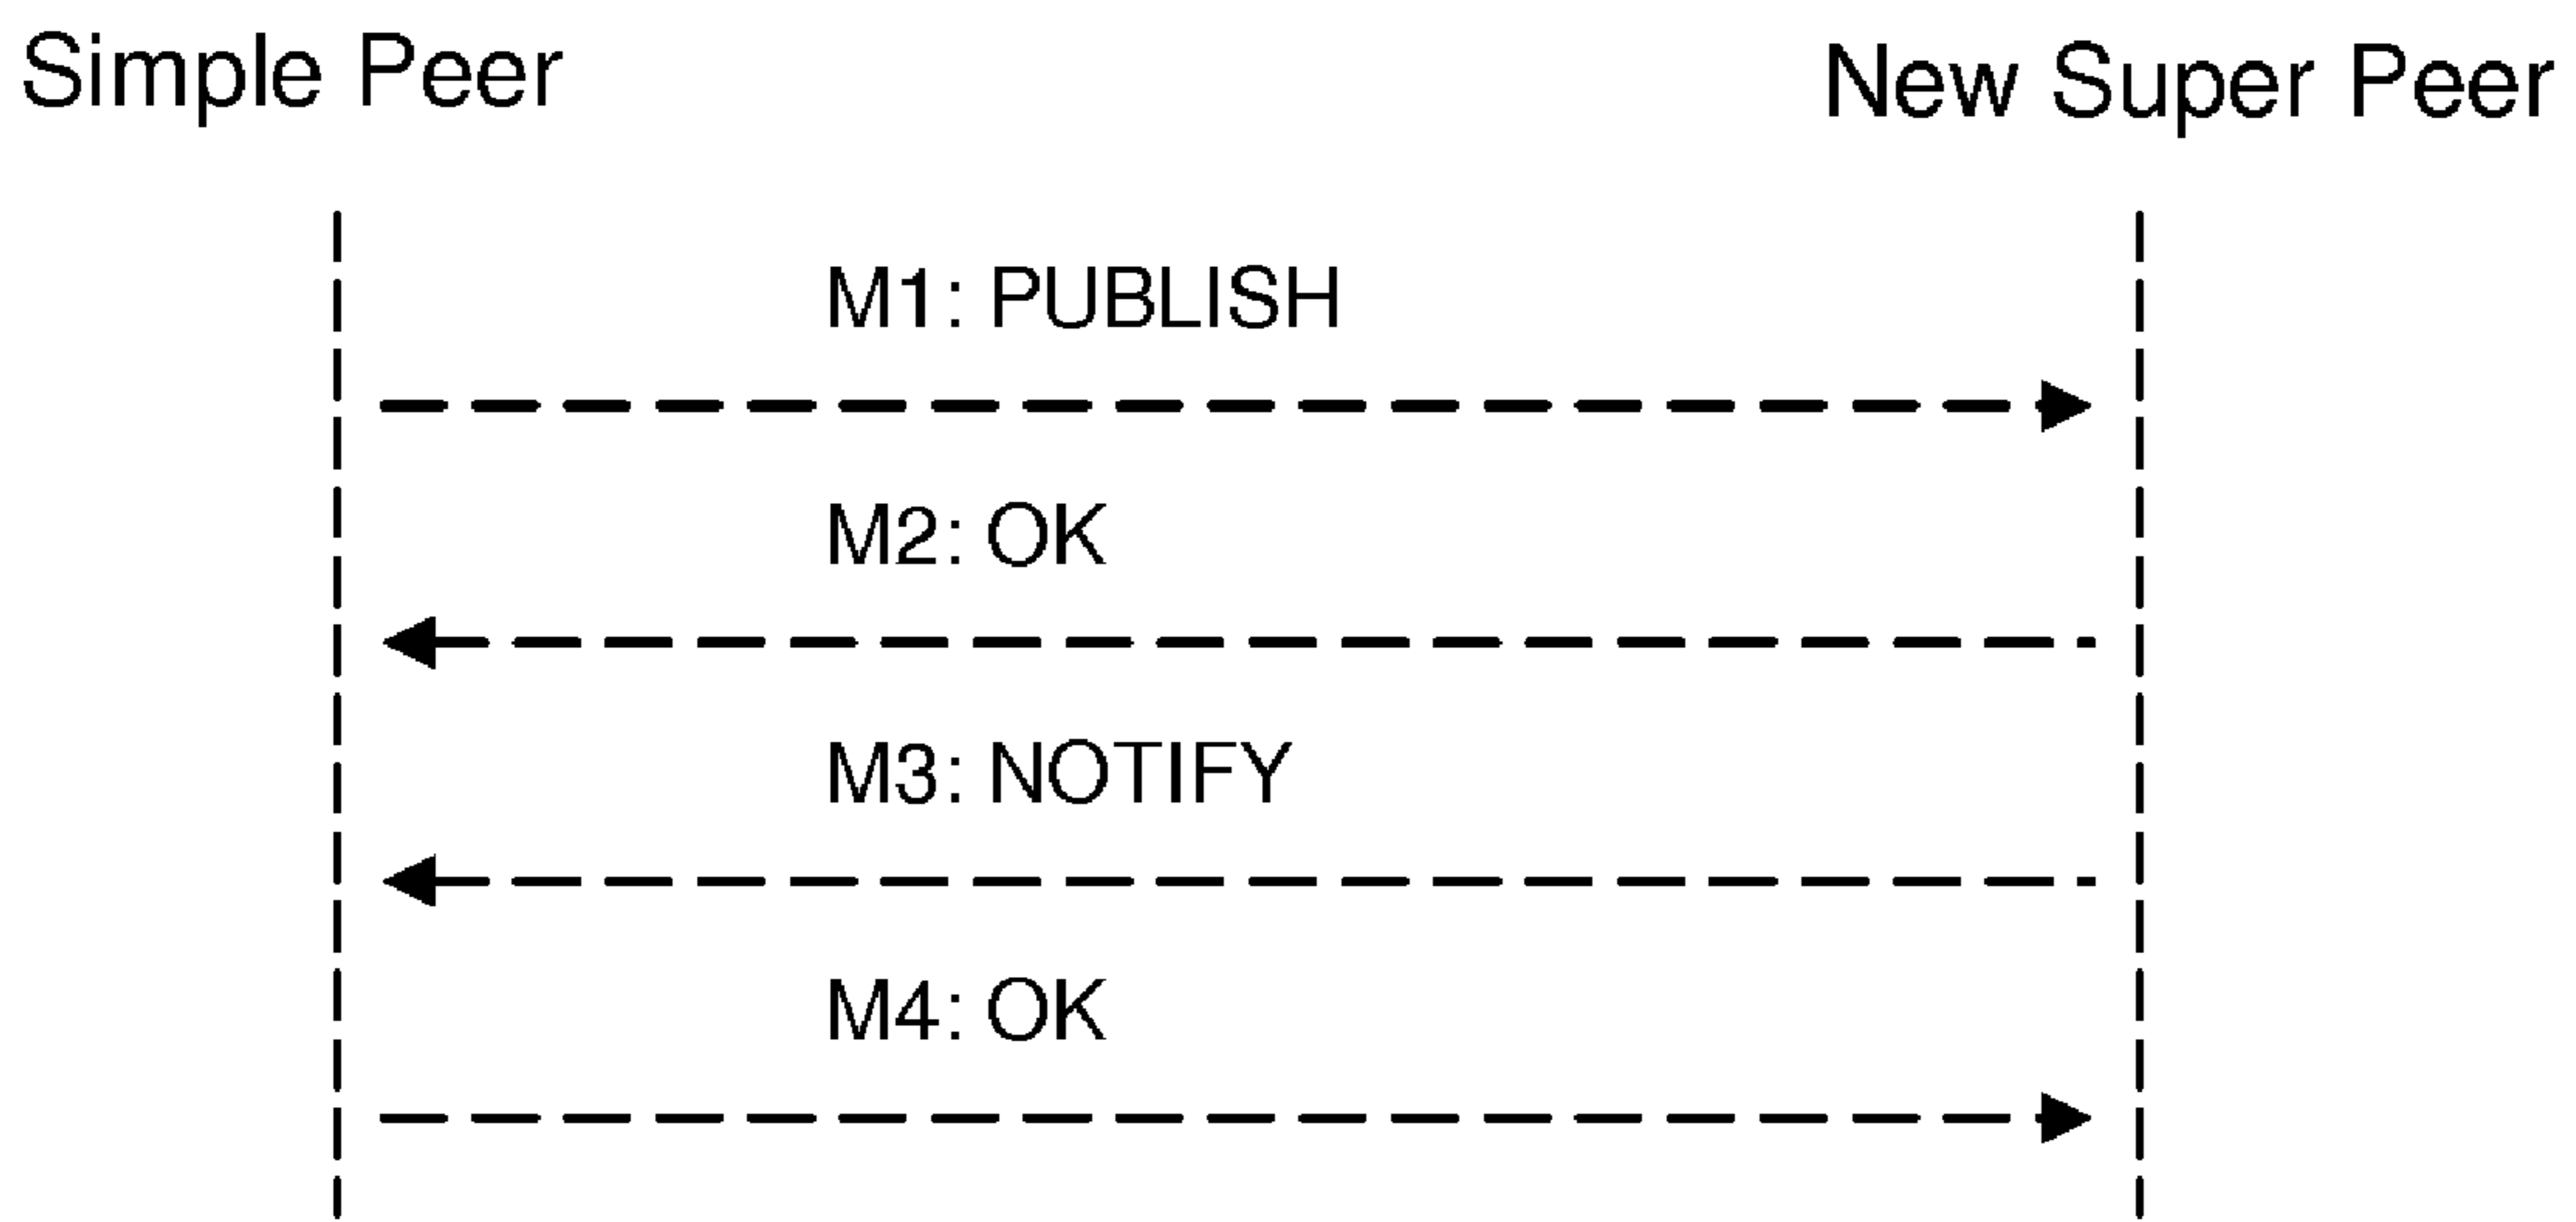 Simple Peer
New Super Peer
M1: PUBLISH
M2: OK
M3: NOTIFY
M4: OK